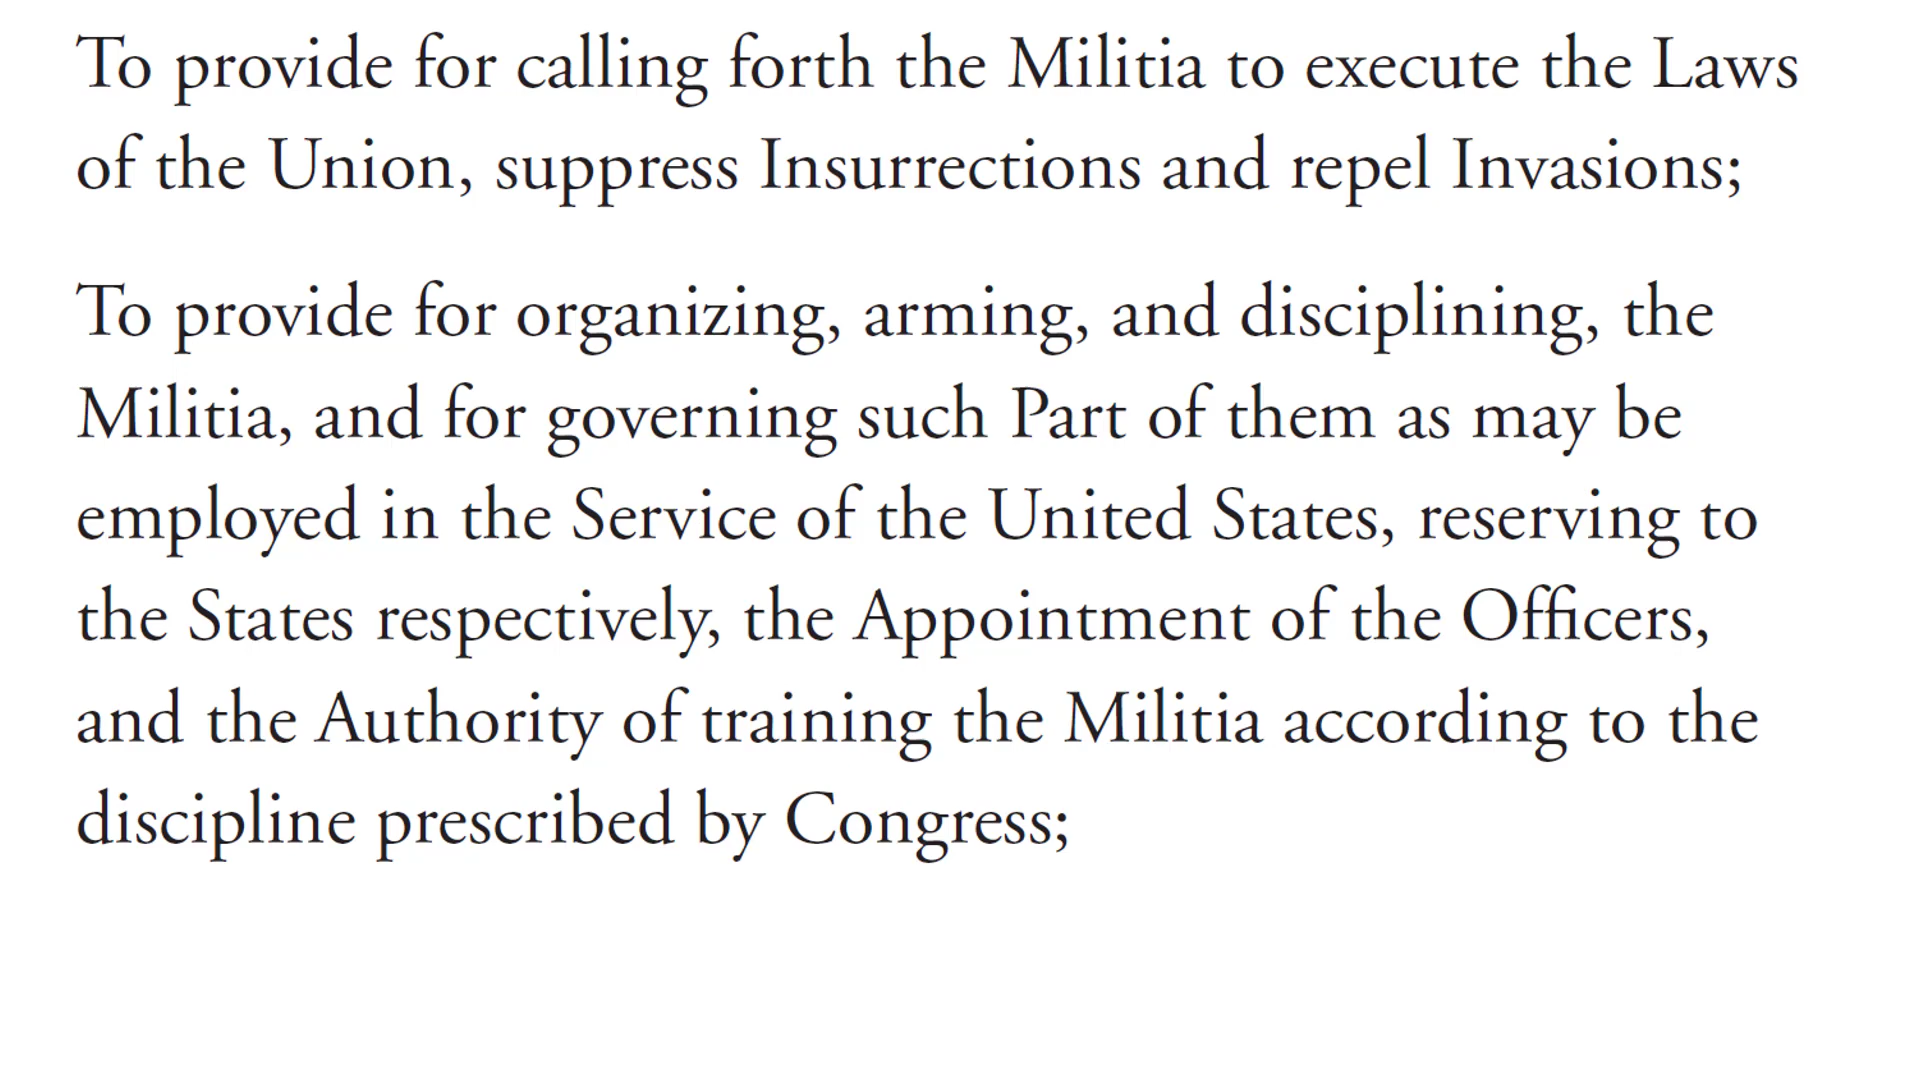 To provide for calling forth the Militia to execute the Laws
of the Union, suppress Insurrections and repel Invasions;
To provide for organizing, arming, and disciplining, the
Militia, and for governing such Part of them as may be
employed in the Service of the United States, reserving to
the States respectively, the Appointment of the Officers,
and the Authority of training the Militia according to the
discipline prescribed by Congress;